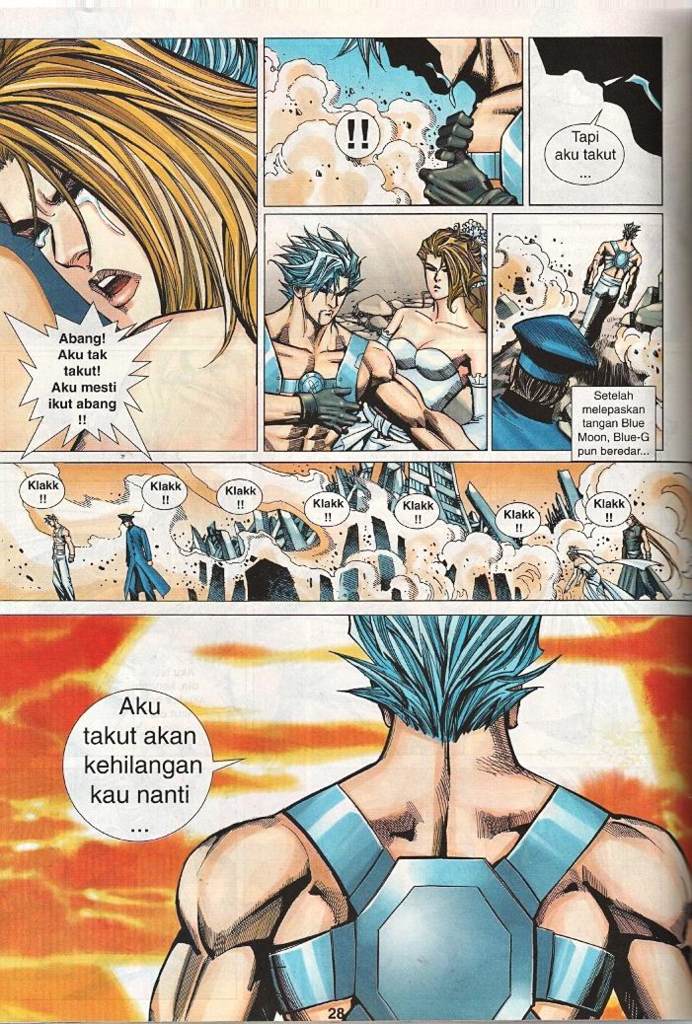 Abang!
Aku tak
takut!
Aku mesti
ikut abang
!!
!!
Tapi
aku takut
...
Setelah
melepaskan
tangan Blue
Moon, Blue-G
pun beredar...
Klakk
!!
Klakk
!!
Klakk
!!
Klakk
!!
Klakk
!!
Klakk
!!
Klakk
!!
Aku
takut akan
kehilangan
kau nanti
...
28